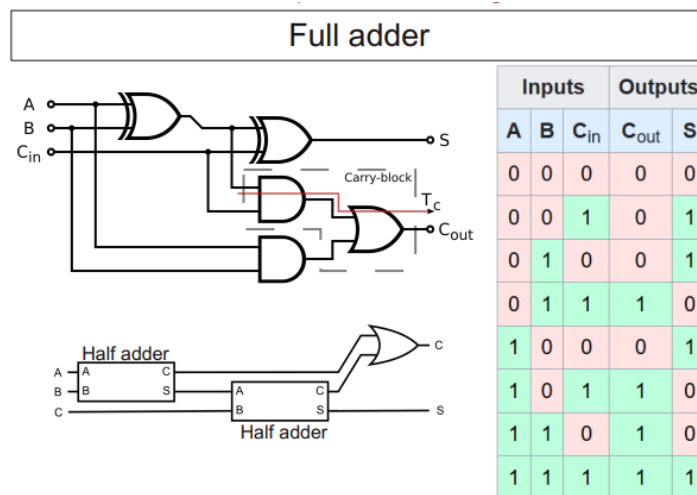 Full adder
A
B
Cin
S
Carry-block
Tc
Cout
Half adder
A
B
C
A
B
C
S
A
B
C
S
Half adder
C
S
Inputs Outputs
A B Cin Cout S
0 0 0 0 0
0 0 1 0 1
0 1 0 0 1
0 1 1 1 0
1 0 0 0 1
1 0 1 1 0
1 1 0 1 0
1 1 1 1 1